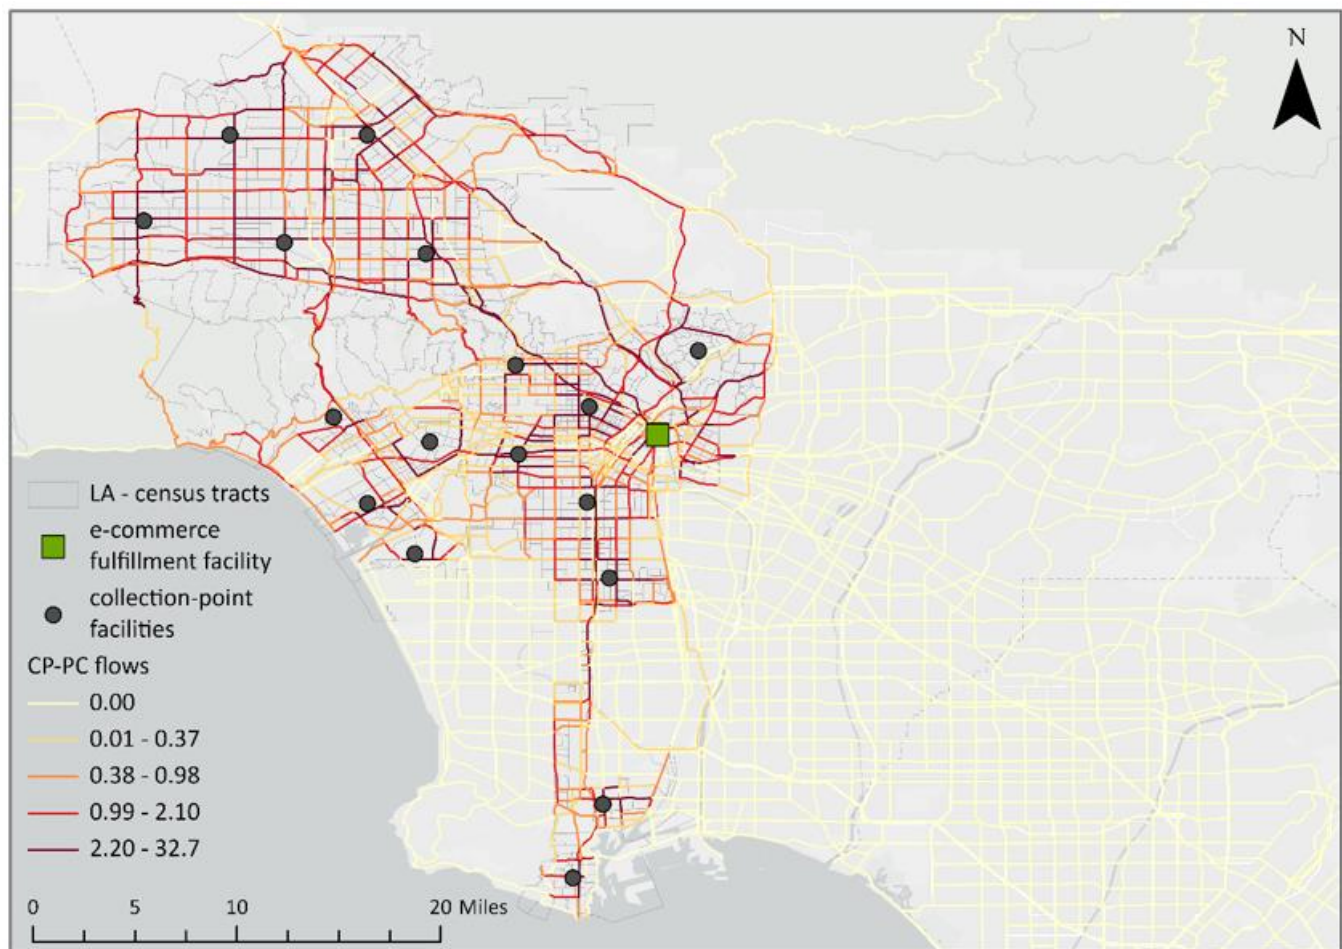 N
LA - census tracts
e-commerce
fulfillment facility
collection-point
facilities
CP-PC flows
0.00
0.01 - 0.37
0.38 - 0.98
0.99 - 2.10
2.20 - 32.7
0 5 10 20 Miles